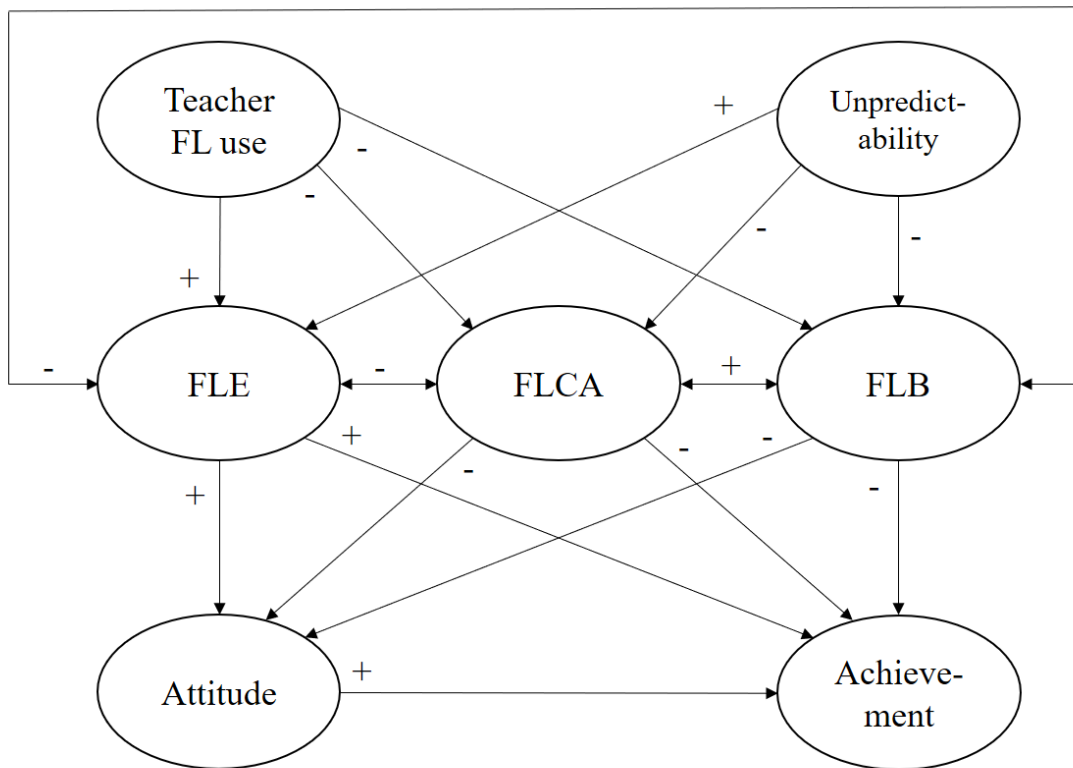 Teacher
FL use
Unpredict-
ability
+
-
-
-
-
+
-
FLE
-
FLCA
+
FLB
+
-
-
-
+
-
Attitude
+
Achieve-
ment